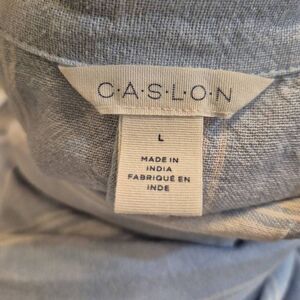 C·A·S·L·O·N
L
MADE IN
INDIA
FABRIQUÉ EN
INDE